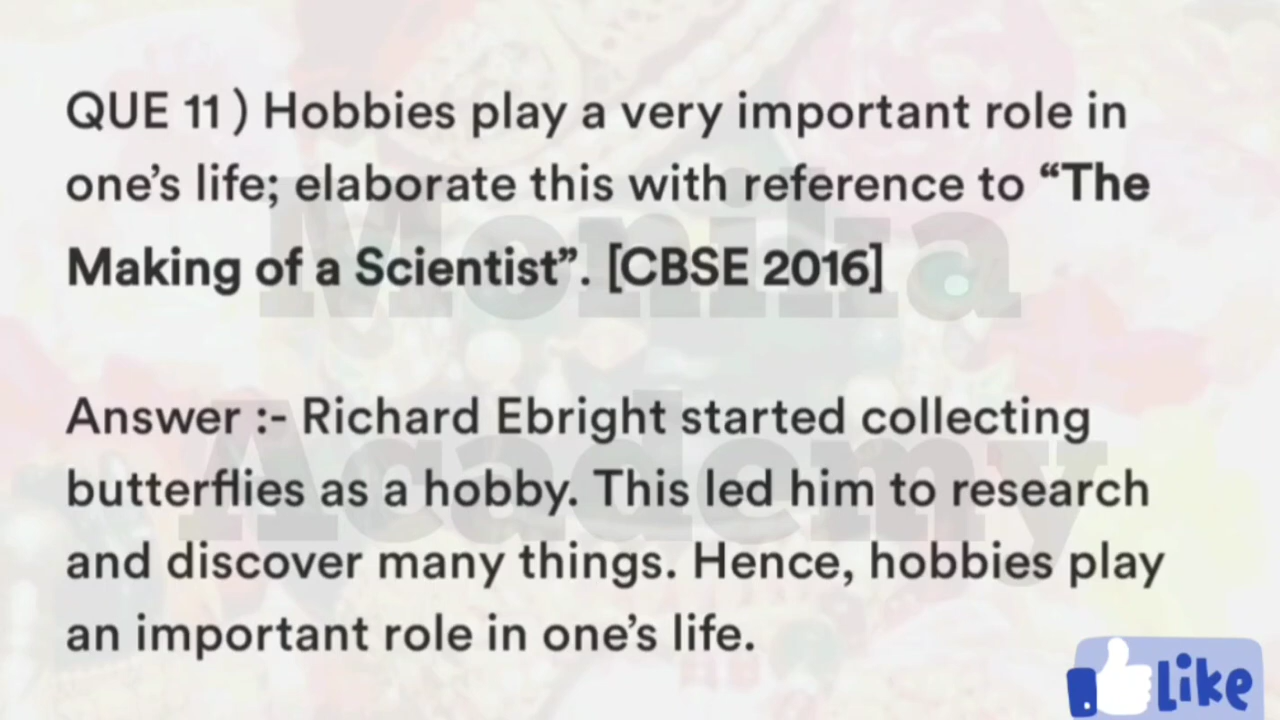 QUE 11 ) Hobbies play a very important role in
one's life; elaborate this with reference to “The
Making of a Scientist”. [CBSE 2016]
Monika
Academy
Answer :- Richard Ebright started collecting
butterflies as a hobby. This led him to research
and discover many things. Hence, hobbies play
an important role in one's life.
Like